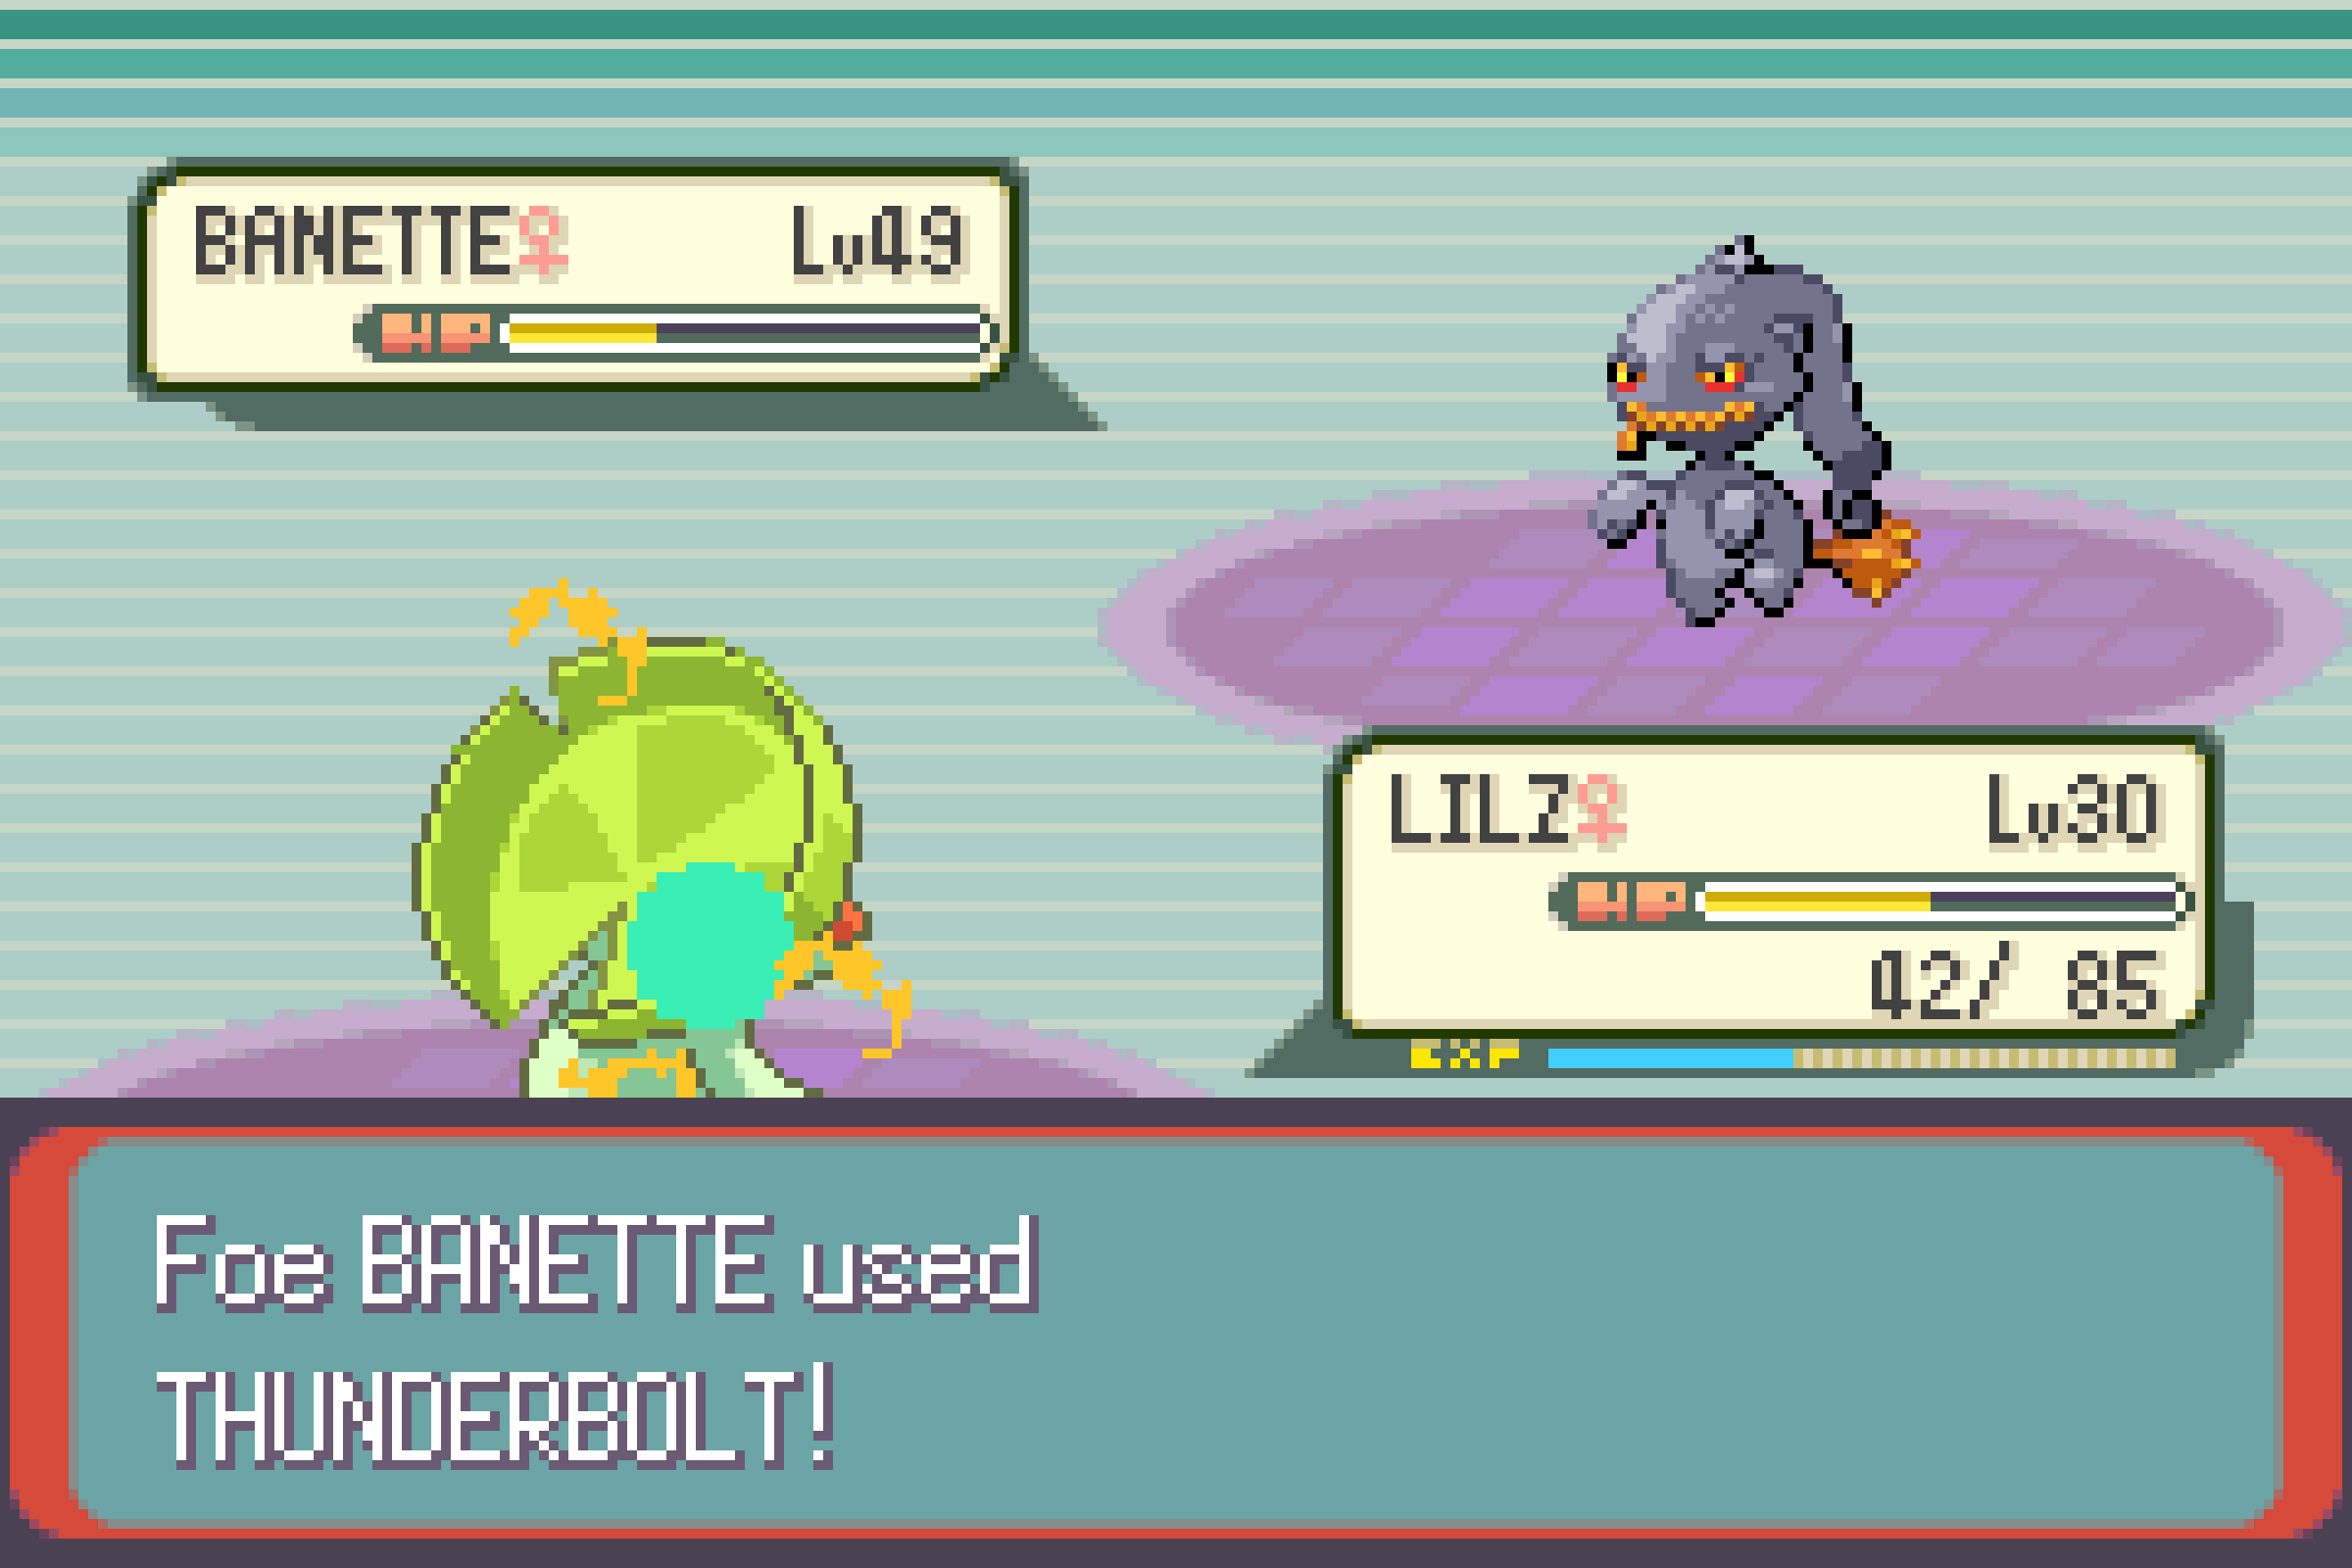 BANETTE♀ Lv49
HP
LILZ♀ Lv30
HP
42/ 85
EXP
Foe BANETTE used
THUNDERBOLT!